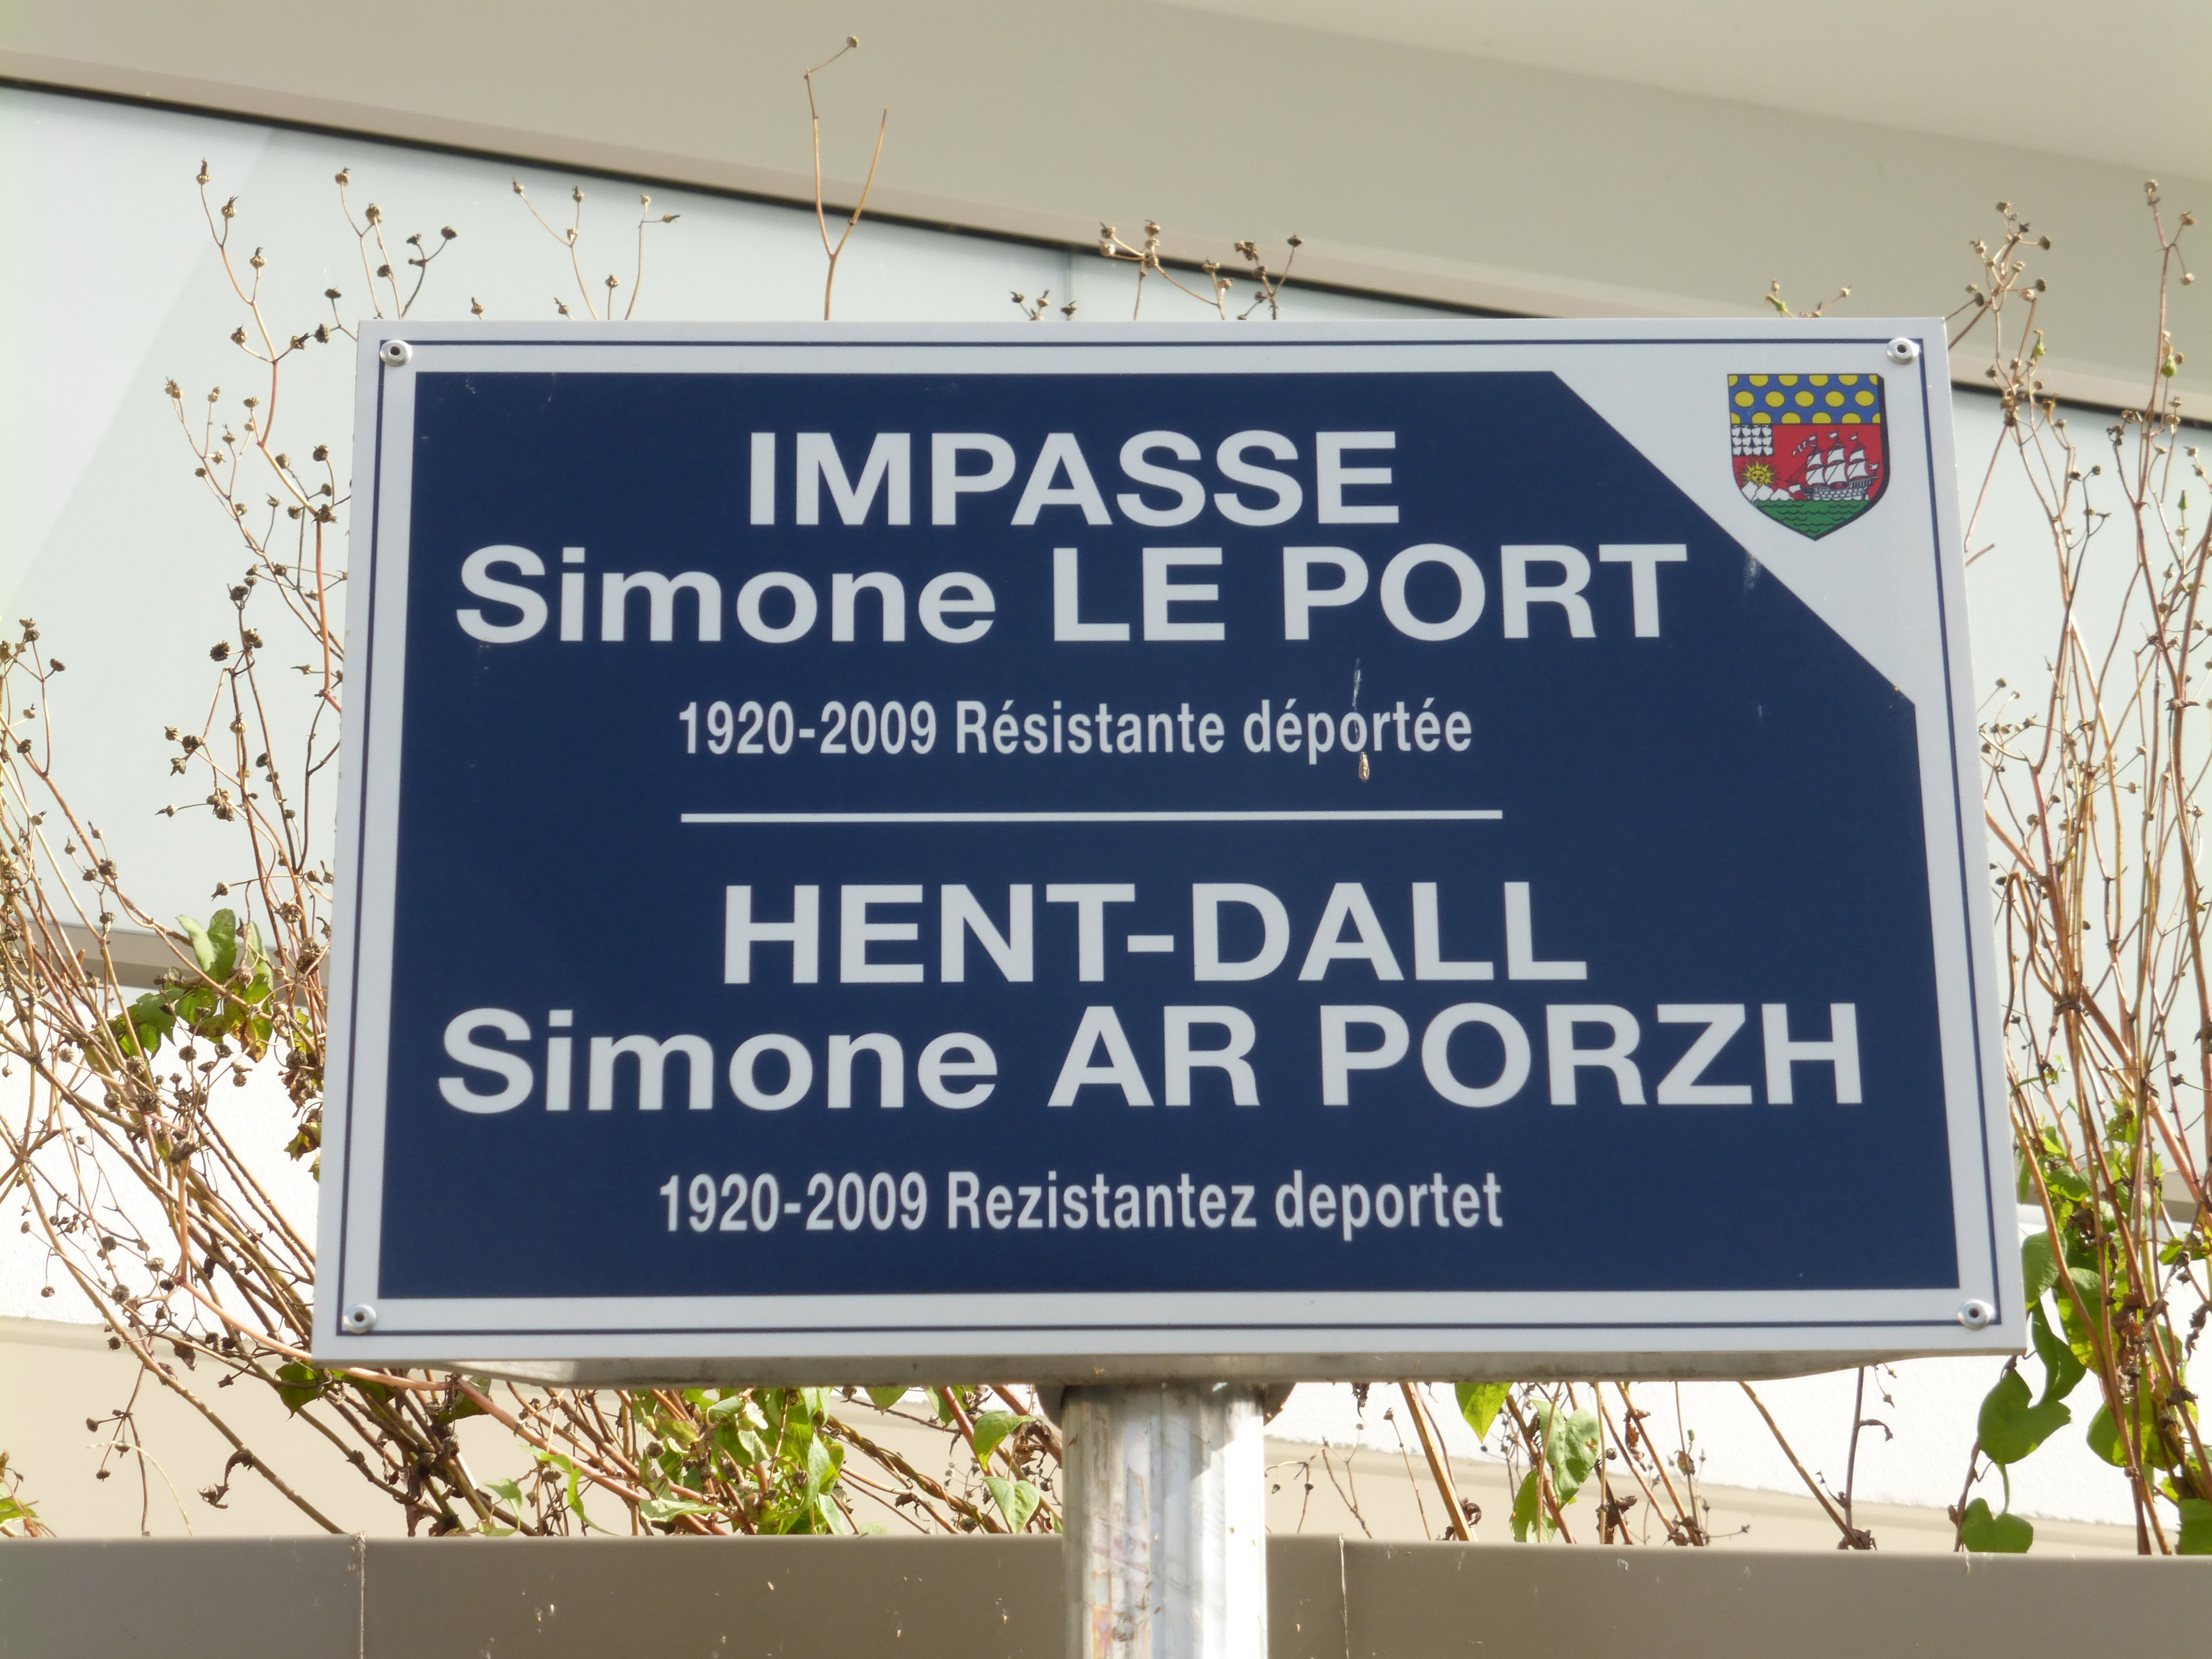 IMPASSE
Simone LE PORT
1920-2009 Résistante déportée
HENT-DALL
Simone AR PORZH
1920-2009 Rezistantez deportet